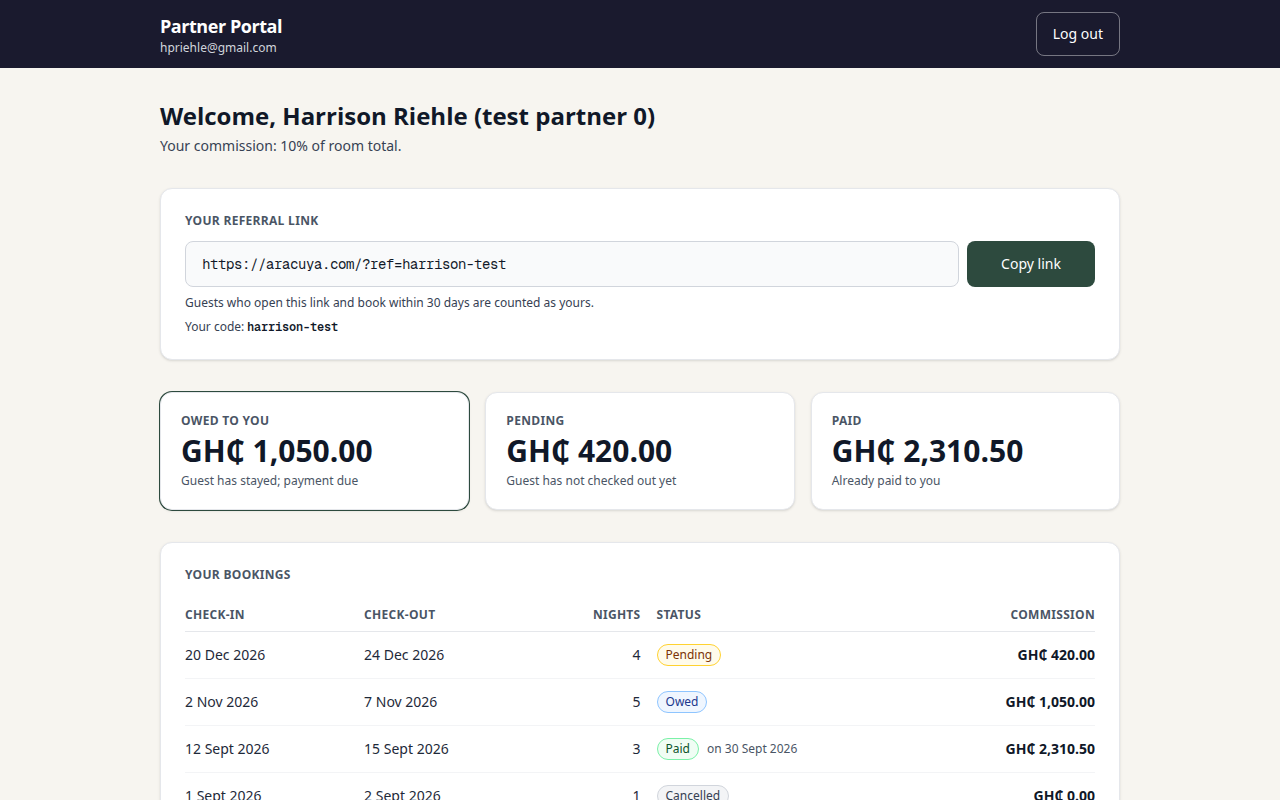 Partner Portal
hpriehle@gmail.com
Log out
Welcome, Harrison Riehle (test partner 0)
Your commission: 10% of room total.
YOUR REFERRAL LINK
https://aracuya.com/?ref=harrison-test
Copy link
Guests who open this link and book within 30 days are counted as yours.
Your code: harrison-test
OWED TO YOU
GH₵ 1,050.00
Guest has stayed; payment due
PENDING
GH₵ 420.00
Guest has not checked out yet
PAID
GH₵ 2,310.50
Already paid to you
YOUR BOOKINGS
CHECK-IN CHECK-OUT NIGHTS STATUS COMMISSION
20 Dec 2026 24 Dec 2026 4 Pending GH₵ 420.00
2 Nov 2026 7 Nov 2026 5 Owed GH₵ 1,050.00
12 Sept 2026 15 Sept 2026 3 Paid on 30 Sept 2026 GH₵ 2,310.50
1 Sept 2026 2 Sept 2026 1 Cancelled GH₵ 0.00